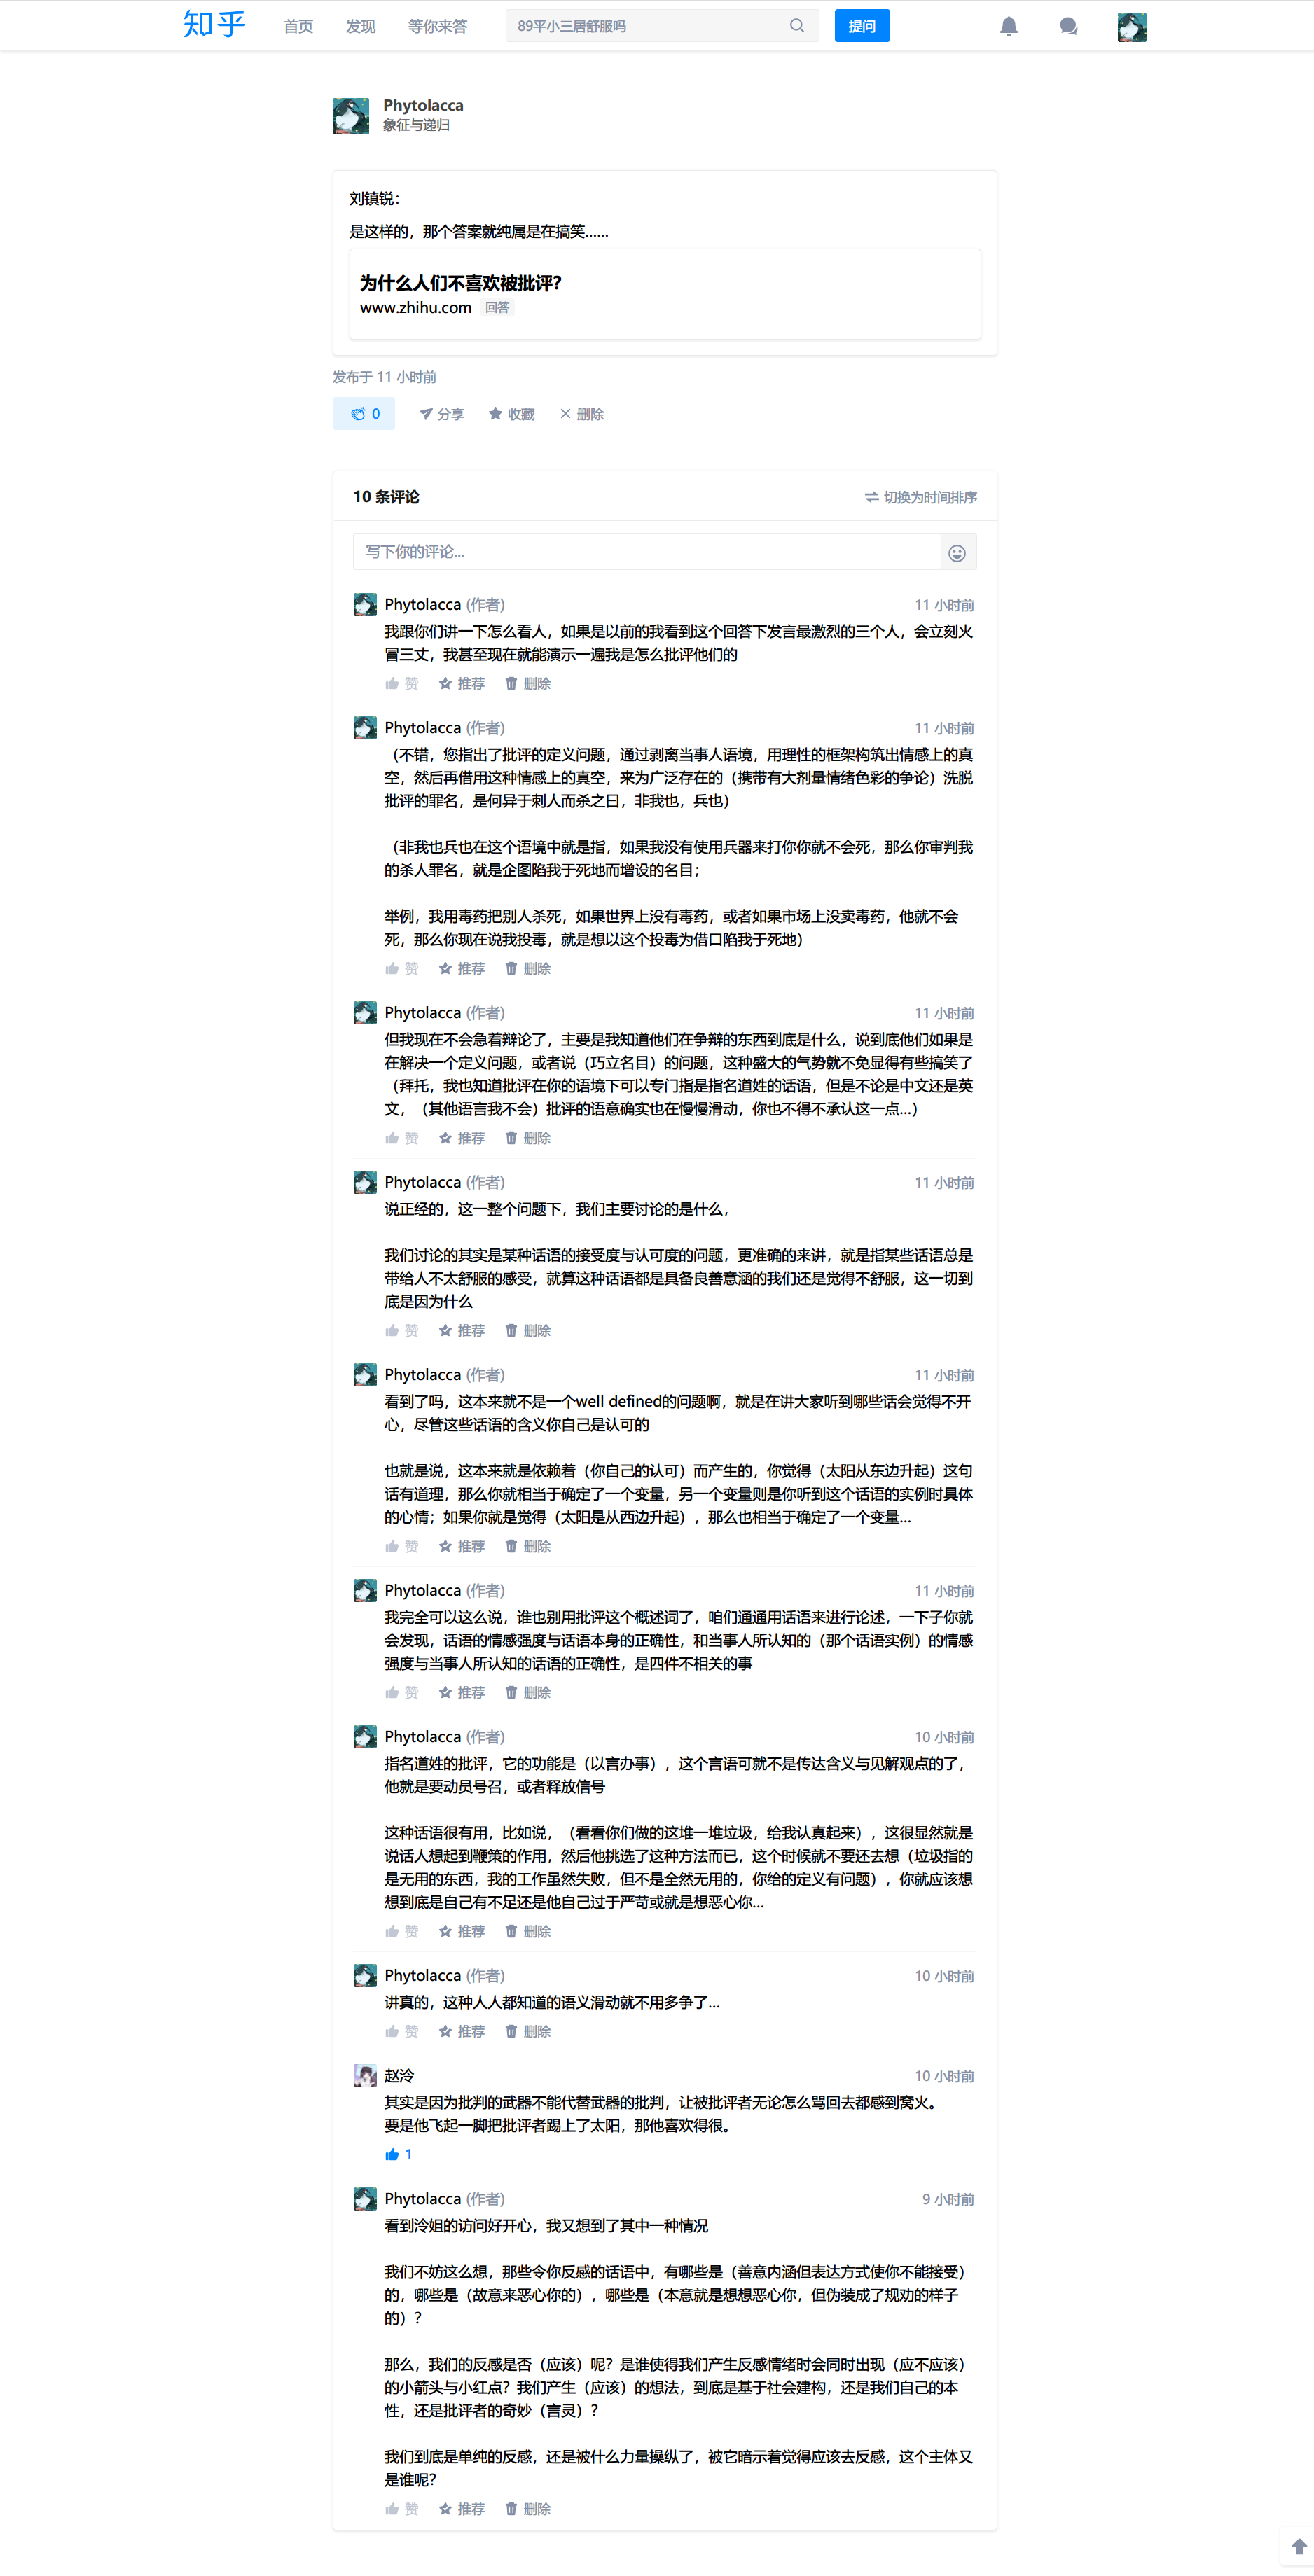 知乎 首页 发现 等你来答 89平小三居舒服吗 提问
Phytolacca
象征与递归
刘镇锐：
是这样的，那个答案就纯属是在搞笑……
为什么人们不喜欢被批评？
www.zhihu.com 回答
发布于 11 小时前
0 分享 收藏 删除
10 条评论 切换为时间排序
写下你的评论...
Phytolacca (作者) 11 小时前
我跟你们讲一下怎么看人，如果是以前的我看到这个回答下发言最激烈的三个人，会立刻火
冒三丈，我甚至现在就能演示一遍我是怎么批评他们的
赞 推荐 删除
Phytolacca (作者) 11 小时前
（不错，您指出了批评的定义问题，通过剥离当事人语境，用理性的框架构筑出情感上的真
空，然后再借用这种情感上的真空，来为广泛存在的（携带有大剂量情绪色彩的争论）洗脱
批评的罪名，是何异于刺人而杀之曰，非我也，兵也）
（非我也兵也在这个语境中就是指，如果我没有使用兵器来打你你就不会死，那么你审判我
的杀人罪名，就是企图陷我于死地而增设的名目；
举例，我用毒药把别人杀死，如果世界上没有毒药，或者如果市场上没卖毒药，他就不会
死，那么你现在说我投毒，就是想以这个投毒为借口陷我于死地）
赞 推荐 删除
Phytolacca (作者) 11 小时前
但我现在不会急着辩论了，主要是我知道他们在争辩的东西到底是什么，说到底他们如果是
在解决一个定义问题，或者说（巧立名目）的问题，这种盛大的气势就不免显得有些搞笑了
（拜托，我也知道批评在你的语境下可以专门指是指名道姓的话语，但是不论是中文还是英
文，（其他语言我不会）批评的语意确实也在慢慢滑动，你也不得不承认这一点...）
赞 推荐 删除
Phytolacca (作者) 11 小时前
说正经的，这一整个问题下，我们主要讨论的是什么，
我们讨论的其实是某种话语的接受度与认可度的问题，更准确的来讲，就是指某些话语总是
带给人不太舒服的感受，就算这种话语都是具备良善意涵的我们还是觉得不舒服，这一切到
底是因为什么
赞 推荐 删除
Phytolacca (作者) 11 小时前
看到了吗，这本来就不是一个well defined的问题啊，就是在讲大家听到哪些话会觉得不开
心，尽管这些话语的含义你自己是认可的
也就是说，这本来就是依赖着（你自己的认可）而产生的，你觉得（太阳从东边升起）这句
话有道理，那么你就相当于确定了一个变量，另一个变量则是你听到这个话语的实例时具体
的心情；如果你就是觉得（太阳是从西边升起），那么也相当于确定了一个变量...
赞 推荐 删除
Phytolacca (作者) 11 小时前
我完全可以这么说，谁也别用批评这个概述词了，咱们通通用话语来进行论述，一下子你就
会发现，话语的情感强度与话语本身的正确性，和当事人所认知的（那个话语实例）的情感
强度与当事人所认知的话语的正确性，是四件不相关的事
赞 推荐 删除
Phytolacca (作者) 10 小时前
指名道姓的批评，它的功能是（以言办事），这个言语可就不是传达含义与见解观点的了，
他就是要动员号召，或者释放信号
这种话语很有用，比如说，（看看你们做的这堆一堆垃圾，给我认真起来），这很显然就是
说话人想起到鞭策的作用，然后他挑选了这种方法而已，这个时候就不要还去想（垃圾指的
是无用的东西，我的工作虽然失败，但不是全然无用的，你给的定义有问题），你就应该想
想到底是自己有不足还是他自己过于严苛或就是想恶心你...
赞 推荐 删除
Phytolacca (作者) 10 小时前
讲真的，这种人人都知道的语义滑动就不用多争了...
赞 推荐 删除
赵泠 10 小时前
其实是因为批判的武器不能代替武器的批判，让被批评者无论怎么骂回去都感到窝火。
要是他飞起一脚把批评者踢上了太阳，那他喜欢得很。
1
Phytolacca (作者) 9 小时前
看到泠姐的访问好开心，我又想到了其中一种情况
我们不妨这么想，那些令你反感的话语中，有哪些是（善意内涵但表达方式使你不能接受）
的，哪些是（故意来恶心你的），哪些是（本意就是想想恶心你，但伪装成了规劝的样子
的）？
那么，我们的反感是否（应该）呢？是谁使得我们产生反感情绪时会同时出现（应不应该）
的小箭头与小红点？我们产生（应该）的想法，到底是基于社会建构，还是我们自己的本
性，还是批评者的奇妙（言灵）？
我们到底是单纯的反感，还是被什么力量操纵了，被它暗示着觉得应该去反感，这个主体又
是谁呢？
赞 推荐 删除